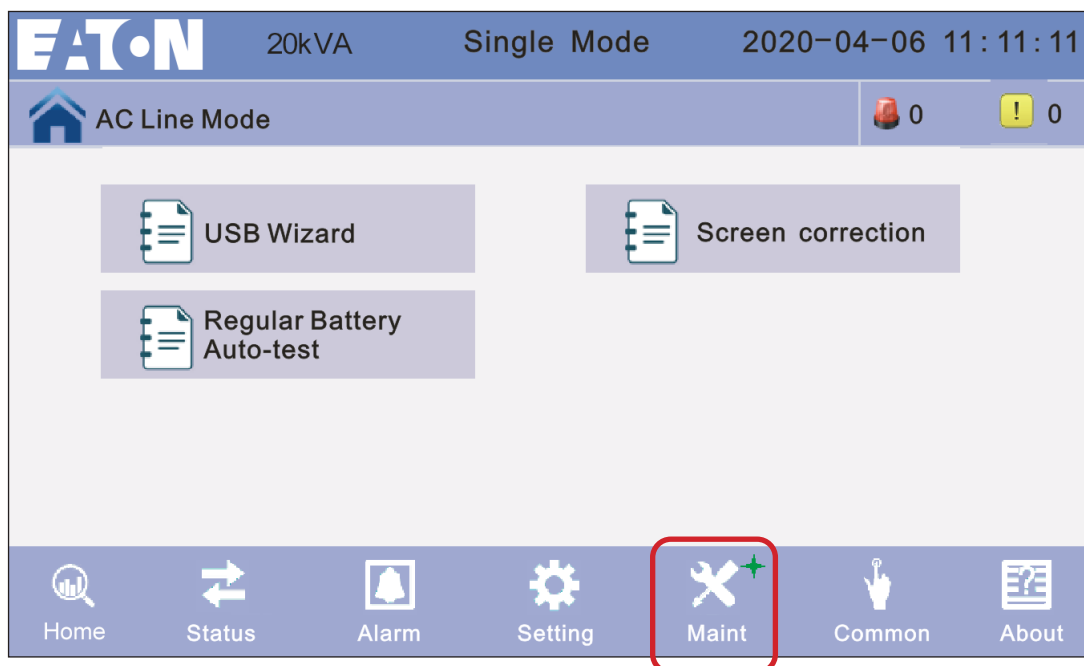 EATON 20kVA Single Mode 2020-04-06 11:11:11
AC Line Mode 0 ! 0
USB Wizard Screen correction
Regular Battery
Auto-test
Home Status Alarm Setting Maint Common ? About